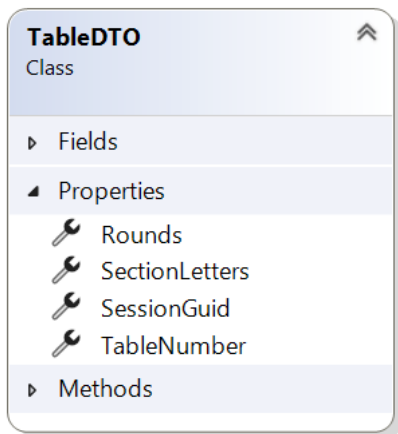 TableDTO
Class
Fields
Properties
Rounds
SectionLetters
SessionGuid
TableNumber
Methods